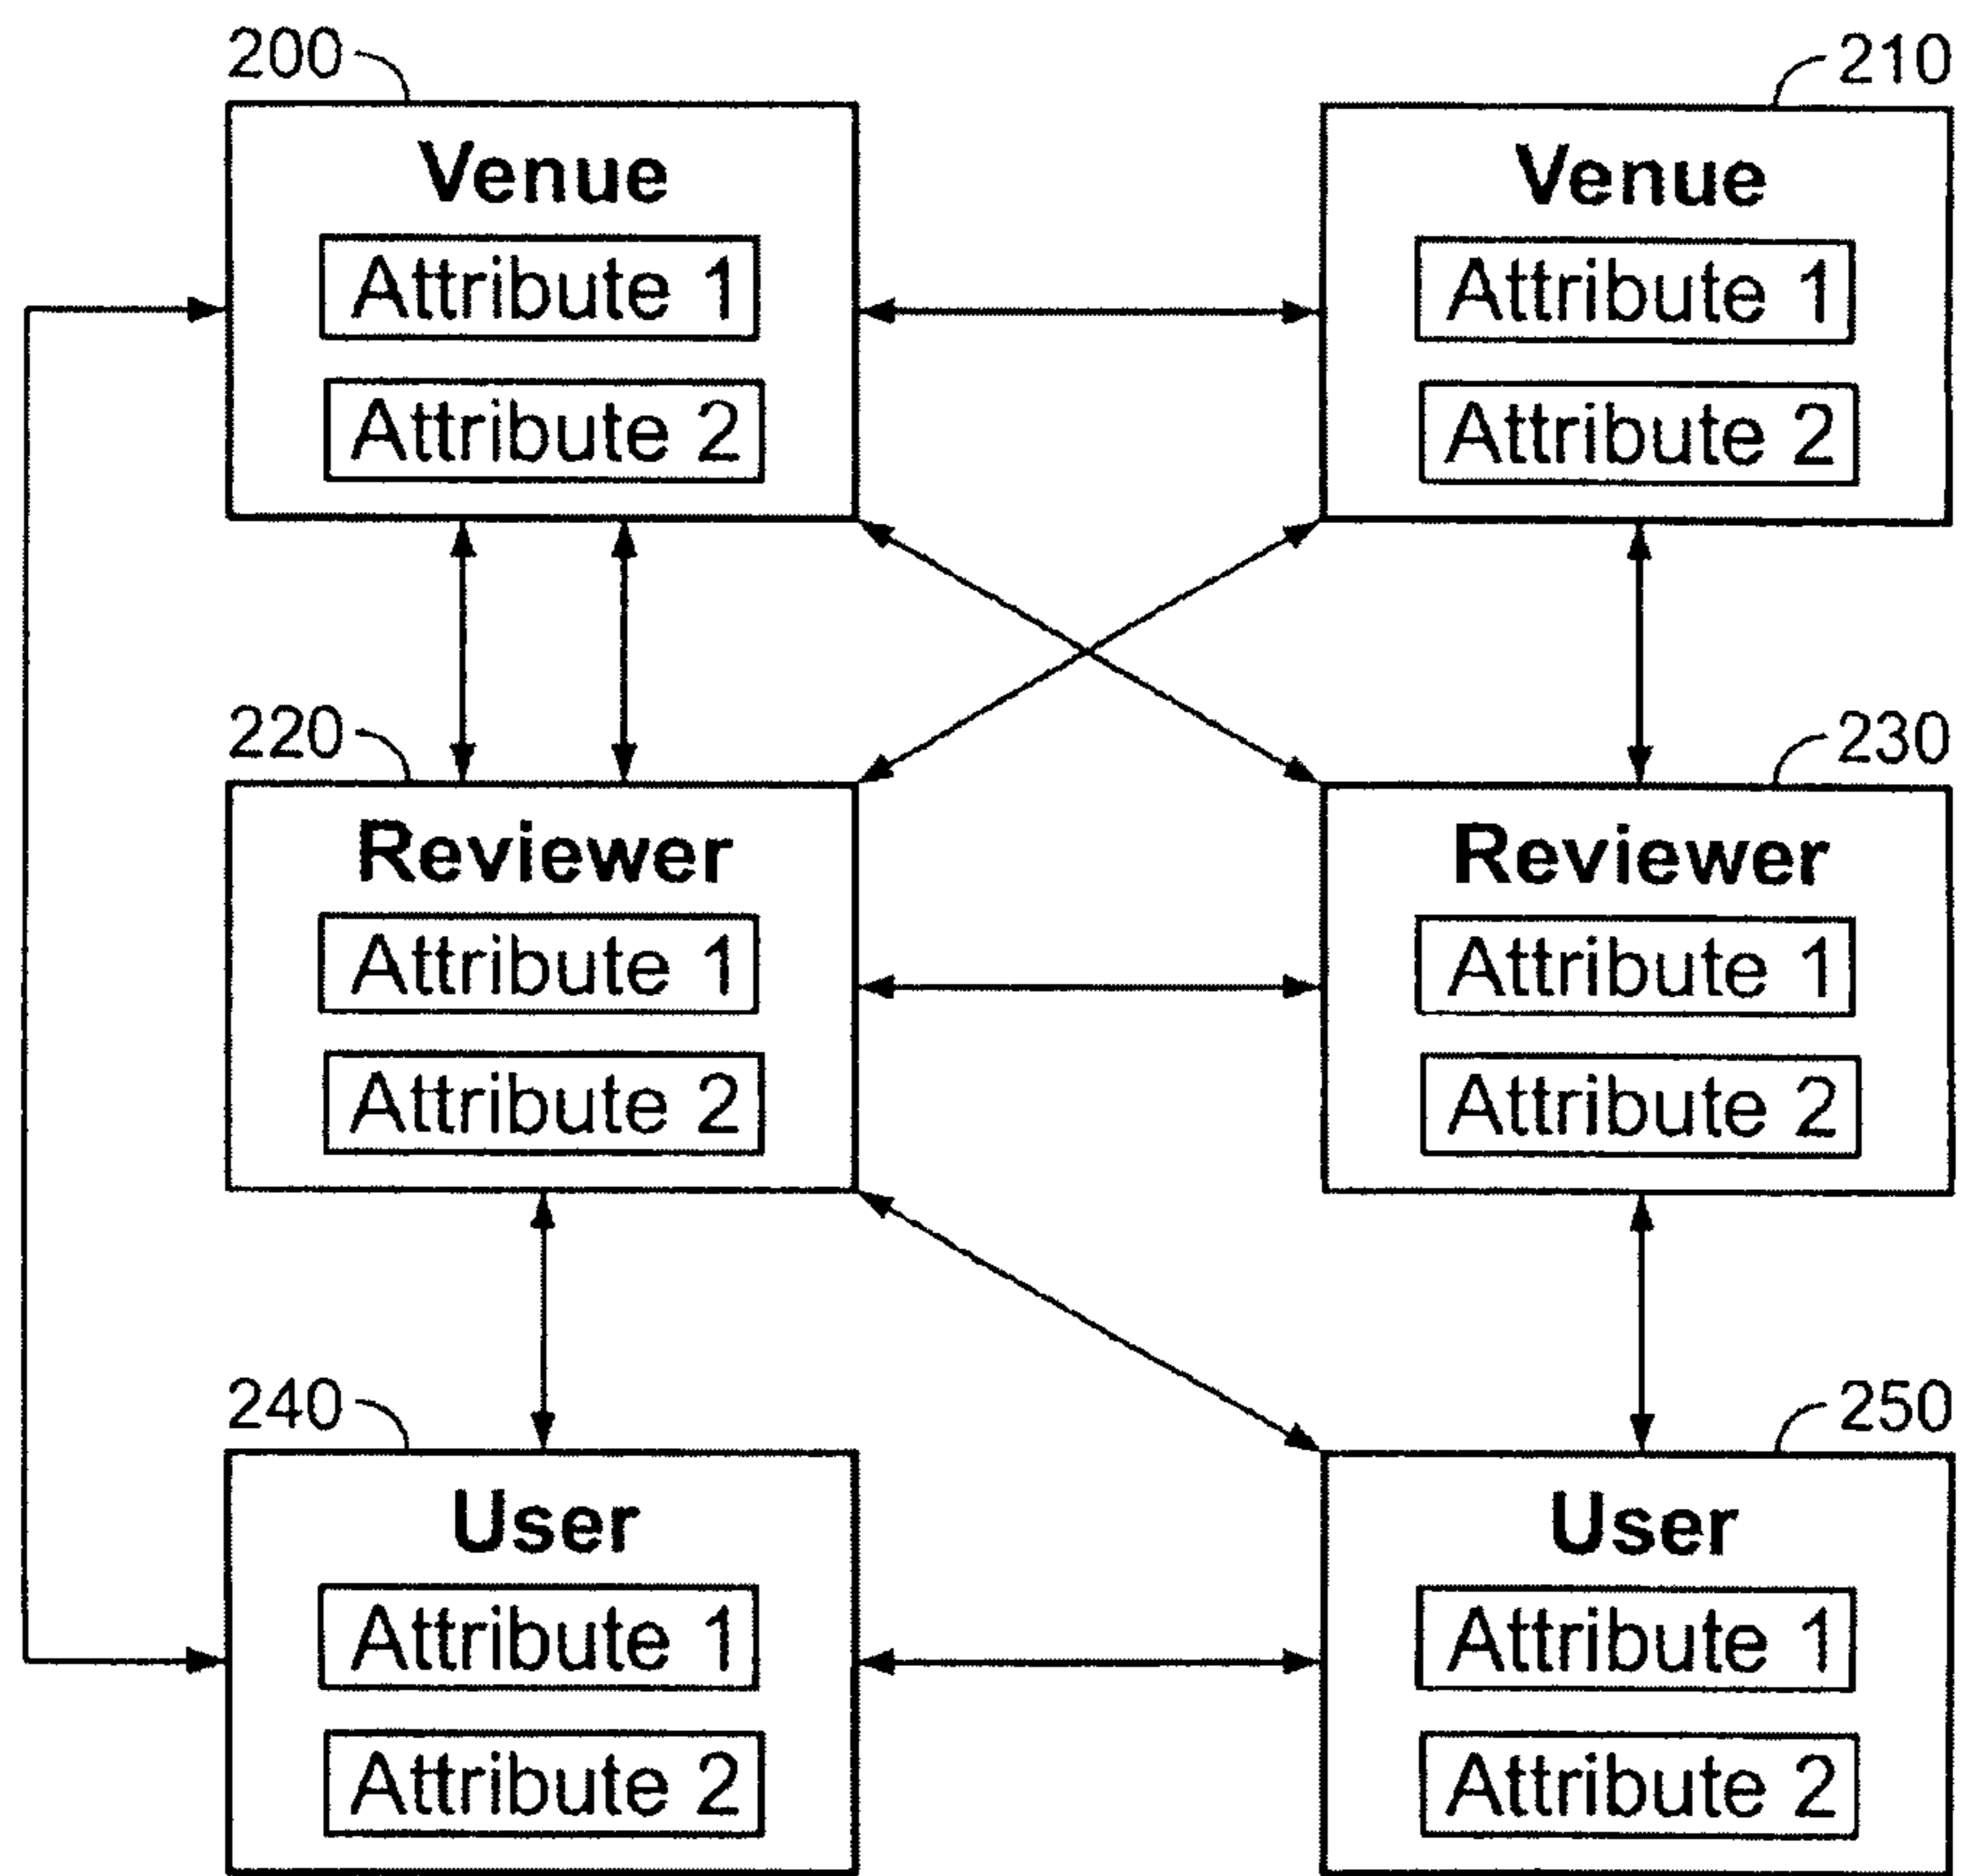 200
210
Venue
Venue
Attribute 1
Attribute 1
Attribute 2
Attribute 2
220
230
Reviewer
Reviewer
Attribute 1
Attribute 1
Attribute 2
Attribute 2
240
250
User
User
Attribute 1
Attribute 1
Attribute 2
Attribute 2